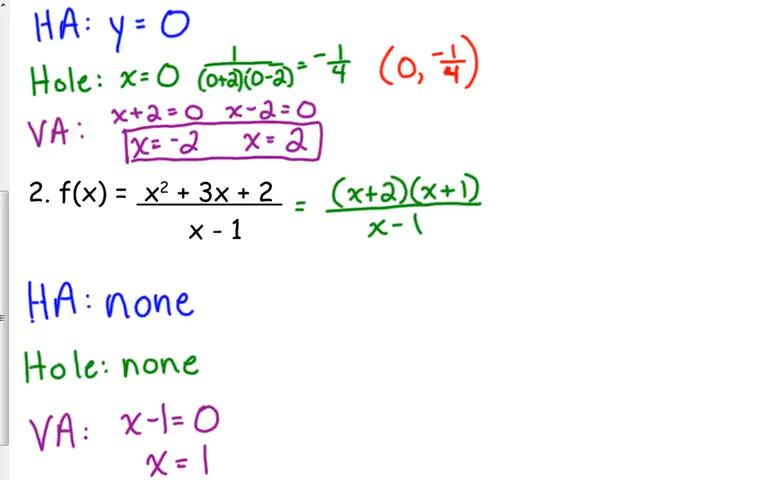 HA: y = 0
Hole: x = 0 1/((0+2)(0-2)) = -1/4 (0, -1/4)
VA: x+2=0 x-2=0
x=-2 x=2
2. f(x) = (x² + 3x + 2)/(x - 1) = ((x+2)(x+1))/(x-1)
HA: none
Hole: none
VA: x-1=0
x=1